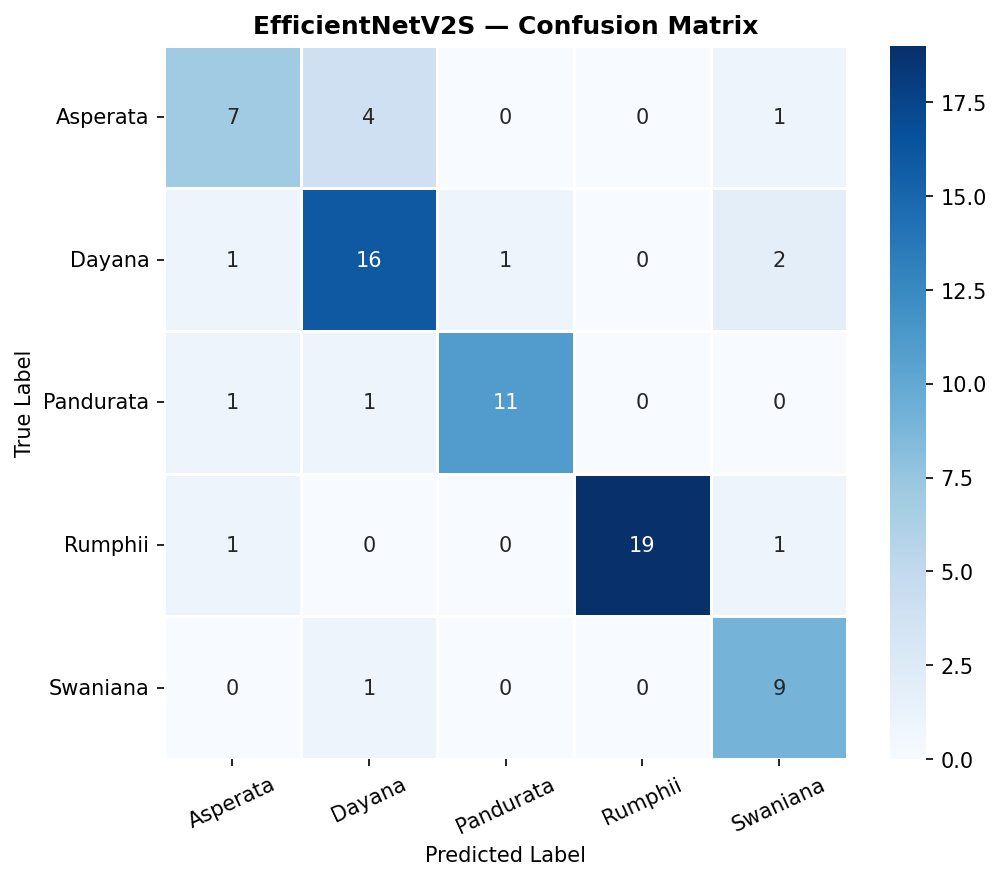 EfficientNetV2S — Confusion Matrix
Asperata 7 4 0 0 1
Dayana 1 16 1 0 2
Pandurata 1 1 11 0 0
Rumphii 1 0 0 19 1
Swaniana 0 1 0 0 9
True Label
Asperata Dayana Pandurata Rumphii Swaniana
Predicted Label
17.5
15.0
12.5
10.0
7.5
5.0
2.5
0.0